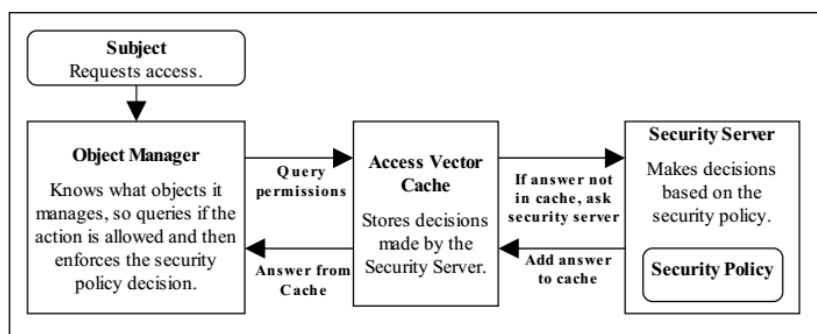 Subject
Requests access.
Object Manager
Knows what objects it
manages, so queries if the
action is allowed and then
enforces the security
policy decision.
Query
permissions
Answer from
Cache
Access Vector
Cache
Stores decisions
made by the
Security Server.
If answer not
in cache, ask
security server
Add answer
to cache
Security Server
Makes decisions
based on the
security policy.
Security Policy